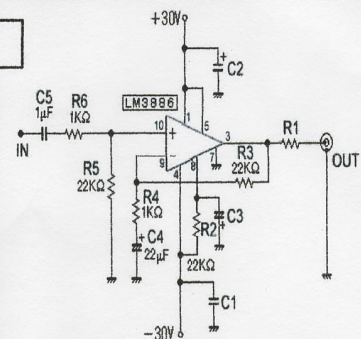 +30V
C2
LM3886
C5
1µF
R6
1KΩ
10
+
1
5
3
R1
IN
9
−
4
8
7
R3
22KΩ
OUT
R5
22KΩ
R4
1KΩ
C4
22µF
R2
22KΩ
C3
C1
−30V